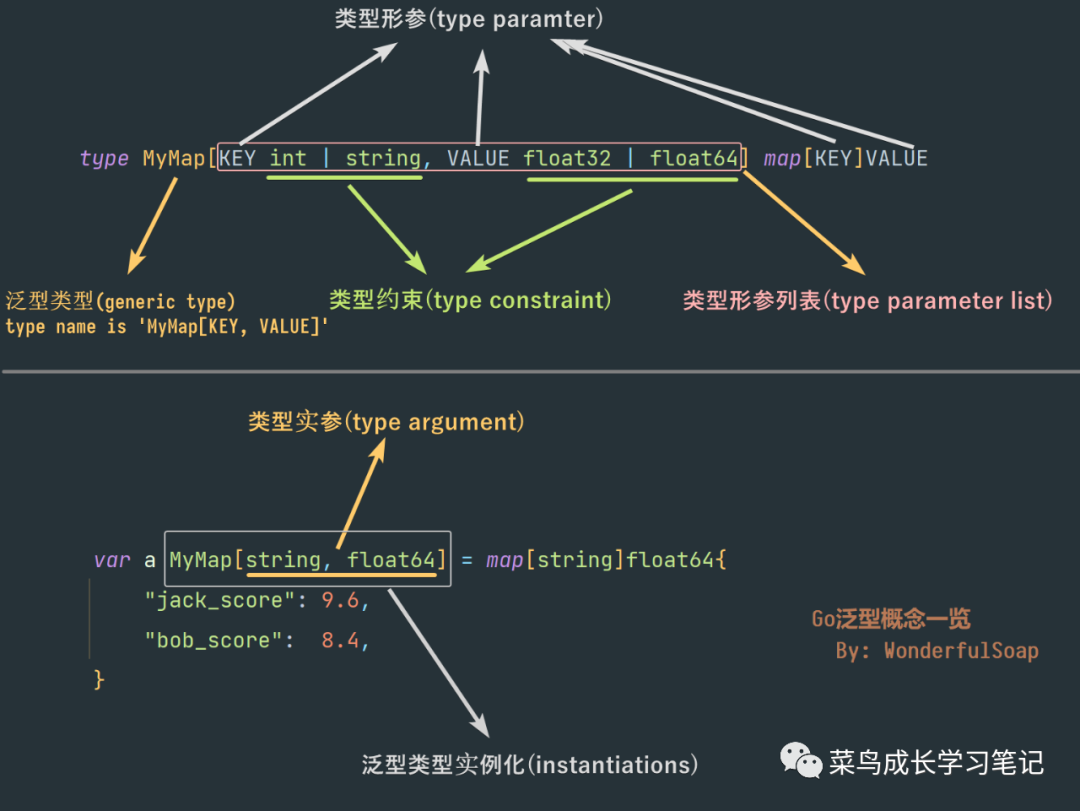 类型形参(type paramter)
type MyMap[KEY int | string, VALUE float32 | float64] map[KEY]VALUE
泛型类型(generic type)
type name is 'MyMap[KEY, VALUE]'
类型约束(type constraint)
类型形参列表(type parameter list)
类型实参(type argument)
var a MyMap[string, float64] = map[string]float64{
"jack_score": 9.6,
"bob_score": 8.4,
}
Go泛型概念一览
By: WonderfulSoap
泛型类型实例化(instantiations)
菜鸟成长学习笔记